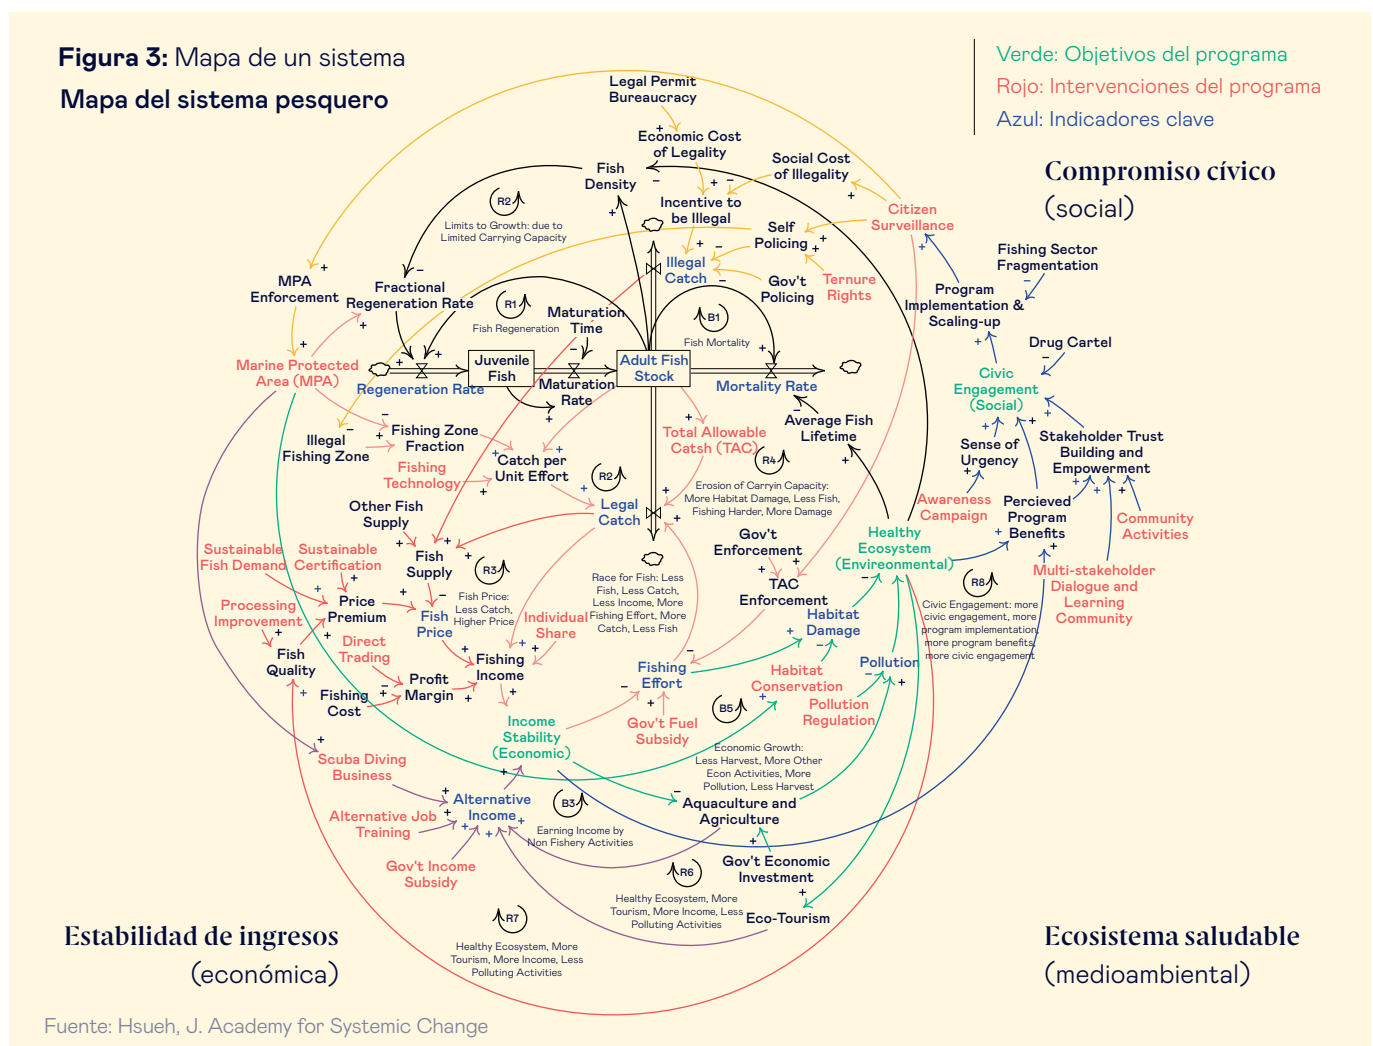 Figura 3: Mapa de un sistema
Mapa del sistema pesquero
Verde: Objetivos del programa
Rojo: Intervenciones del programa
Azul: Indicadores clave
Compromiso cívico
(social)
Legal Permit
Bureaucracy
Economic Cost
of Legality
Social Cost
of Illegality
Fish
Density
Incentive to
be Illegal
Citizen
Surveillance
R2
Limits to Growth: due to
Limited Carrying Capacity
Self
Policing
Illegal
Catch
Gov't
Policing
Ternure
Rights
Fishing Sector
Fragmentation
MPA
Enforcement
Fractional
Regeneration Rate
Program
Implementation &
Scaling-up
R1
Fish Regeneration
Maturation
Time
B1
Fish Mortality
Drug Cartel
Marine Protected
Area (MPA)
Regeneration Rate
Juvenile
Fish
Maturation
Rate
Adult Fish
Stock
Mortality Rate
Civic
Engagement
(Social)
Illegal
Fishing Zone
Fishing Zone
Fraction
Total Allowable
Catsh (TAC)
Average Fish
Lifetime
Sense of
Urgency
Stakeholder Trust
Building and
Empowerment
Fishing
Technology
Catch per
Unit Effort
R2
R4
Erosion of Carryin Capacity:
More Habitat Damage, Less Fish,
Fishing Harder, More Damage
Awareness
Campaign
Percieved
Program
Benefits
Community
Activities
Other Fish
Supply
Legal
Catch
Gov't
Enforcement
Healthy
Ecosystem
(Environmental)
Sustainable
Fish Demand
Sustainable
Certification
Fish
Supply
R3
Fish Price:
Less Catch,
Higher Price
Race for Fish: Less
Fish, Less Catch,
Less Income, More
Fishing Effort, More
Catch, Less Fish
TAC
Enforcement
R8
Civic Engagement: more
civic engagement, more
program implementation,
more program benefits,
more civic engagement
Multi-stakeholder
Dialogue and
Learning
Community
Processing
Improvement
Price
Premium
Fish
Price
Individual
Share
Habitat
Damage
Direct
Trading
Fish
Quality
Fishing
Income
Fishing
Effort
Pollution
Habitat
Conservation
Profit
Margin
Fishing
Cost
Pollution
Regulation
B5
Income
Stability
(Economic)
Gov't Fuel
Subsidy
Economic Growth:
Less Harvest, More Other
Econ Activities, More
Pollution, Less Harvest
Scuba Diving
Business
Alternative
Income
B3
Earning Income by
Non Fishery Activities
Aquaculture and
Agriculture
Alternative Job
Training
Gov't Income
Subsidy
Gov't Economic
Investment
R6
Healthy Ecosystem, More
Tourism, More Income, Less
Polluting Activities
Eco-Tourism
R7
Healthy Ecosystem, More
Tourism, More Income, Less
Polluting Activities
Estabilidad de ingresos
(económica)
Ecosistema saludable
(medioambiental)
Fuente: Hsueh, J. Academy for Systemic Change